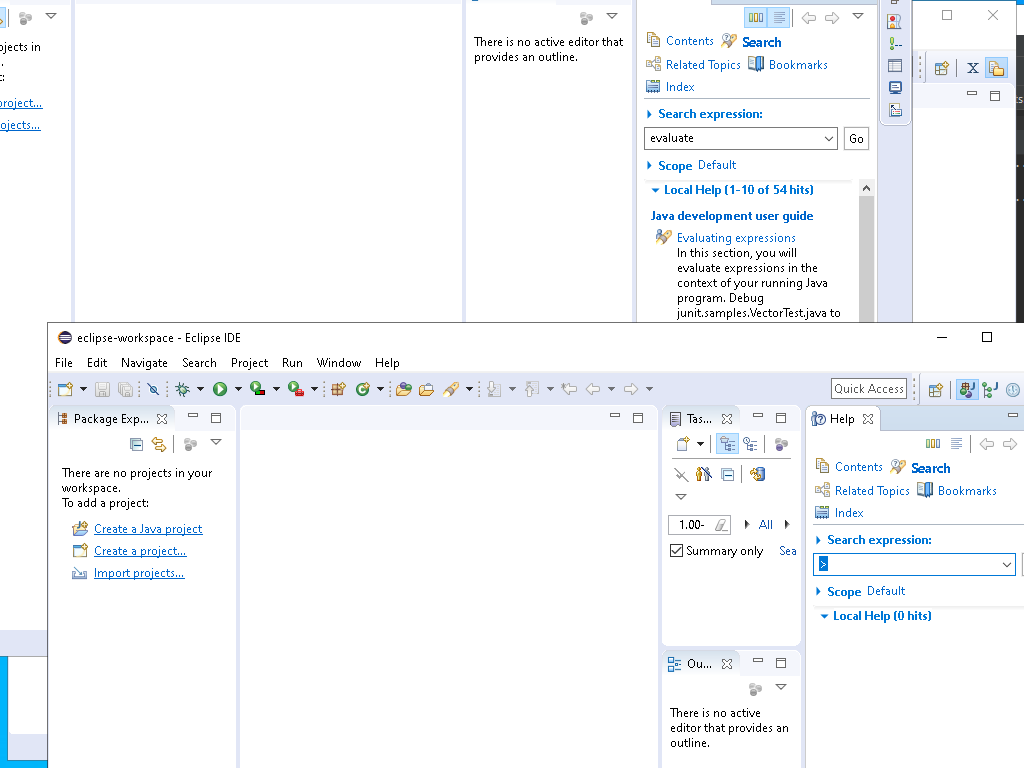 ojects in
.
:
project...
ojects...
There is no active editor that
provides an outline.
Contents
Search
Related Topics
Bookmarks
Index
Search expression:
evaluate
Go
Scope
Default
Local Help (1-10 of 54 hits)
Java development user guide
Evaluating expressions
In this section, you will
evaluate expressions in the
context of your running Java
program. Debug
junit.samples.VectorTest.java to
eclipse-workspace - Eclipse IDE
File Edit Navigate Search Project Run Window Help
Quick Access
Package Exp...
There are no projects in your
workspace.
To add a project:
Create a Java project
Create a project...
Import projects...
Tas...
1.00-
All
Summary only
Sea
Ou...
There is no active
editor that provides an
outline.
Help
Contents
Search
Related Topics
Bookmarks
Index
Search expression:
>
Scope
Default
Local Help (0 hits)